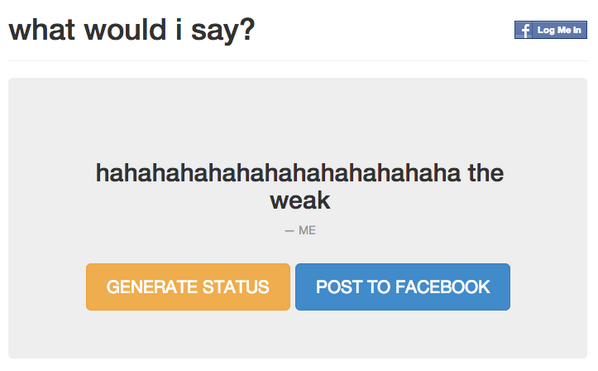 what would i say?
f Log Me In
hahahahahahahahahahahahaha the
weak
— ME
GENERATE STATUS
POST TO FACEBOOK